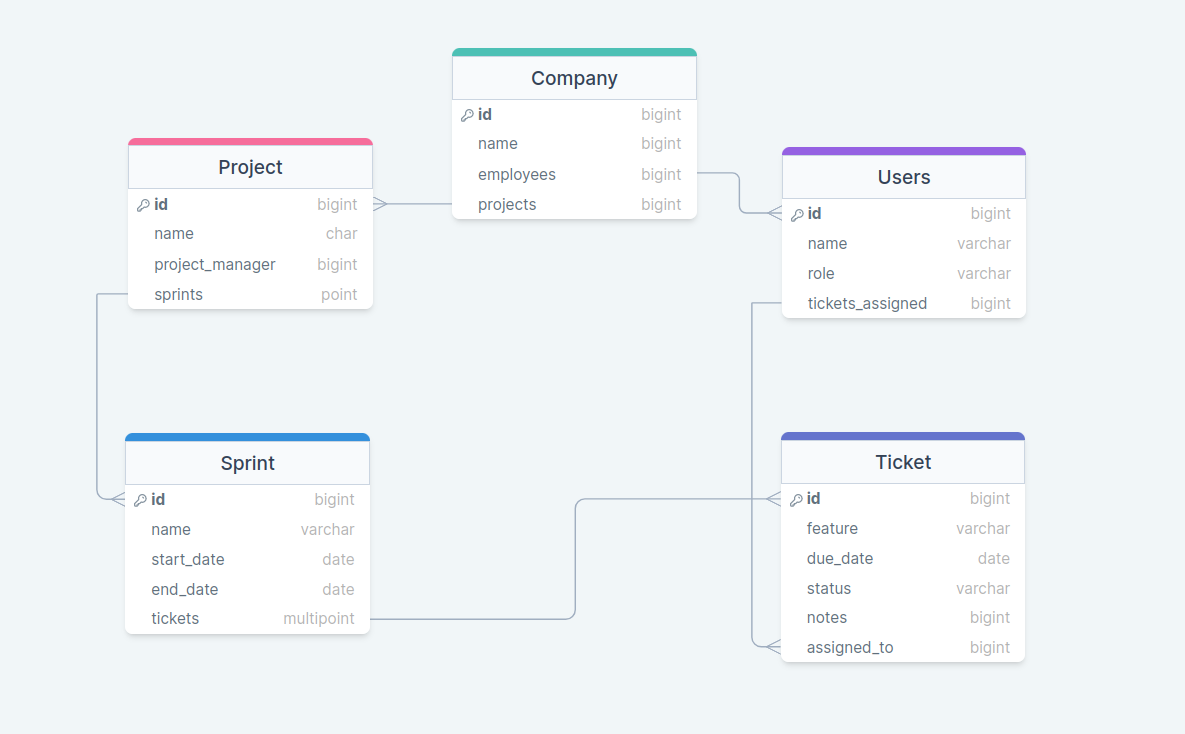 Company
id bigint
name bigint
employees bigint
projects bigint
Project
id bigint
name char
project_manager bigint
sprints point
Users
id bigint
name varchar
role varchar
tickets_assigned bigint
Sprint
id bigint
name varchar
start_date date
end_date date
tickets multipoint
Ticket
id bigint
feature varchar
due_date date
status varchar
notes bigint
assigned_to bigint